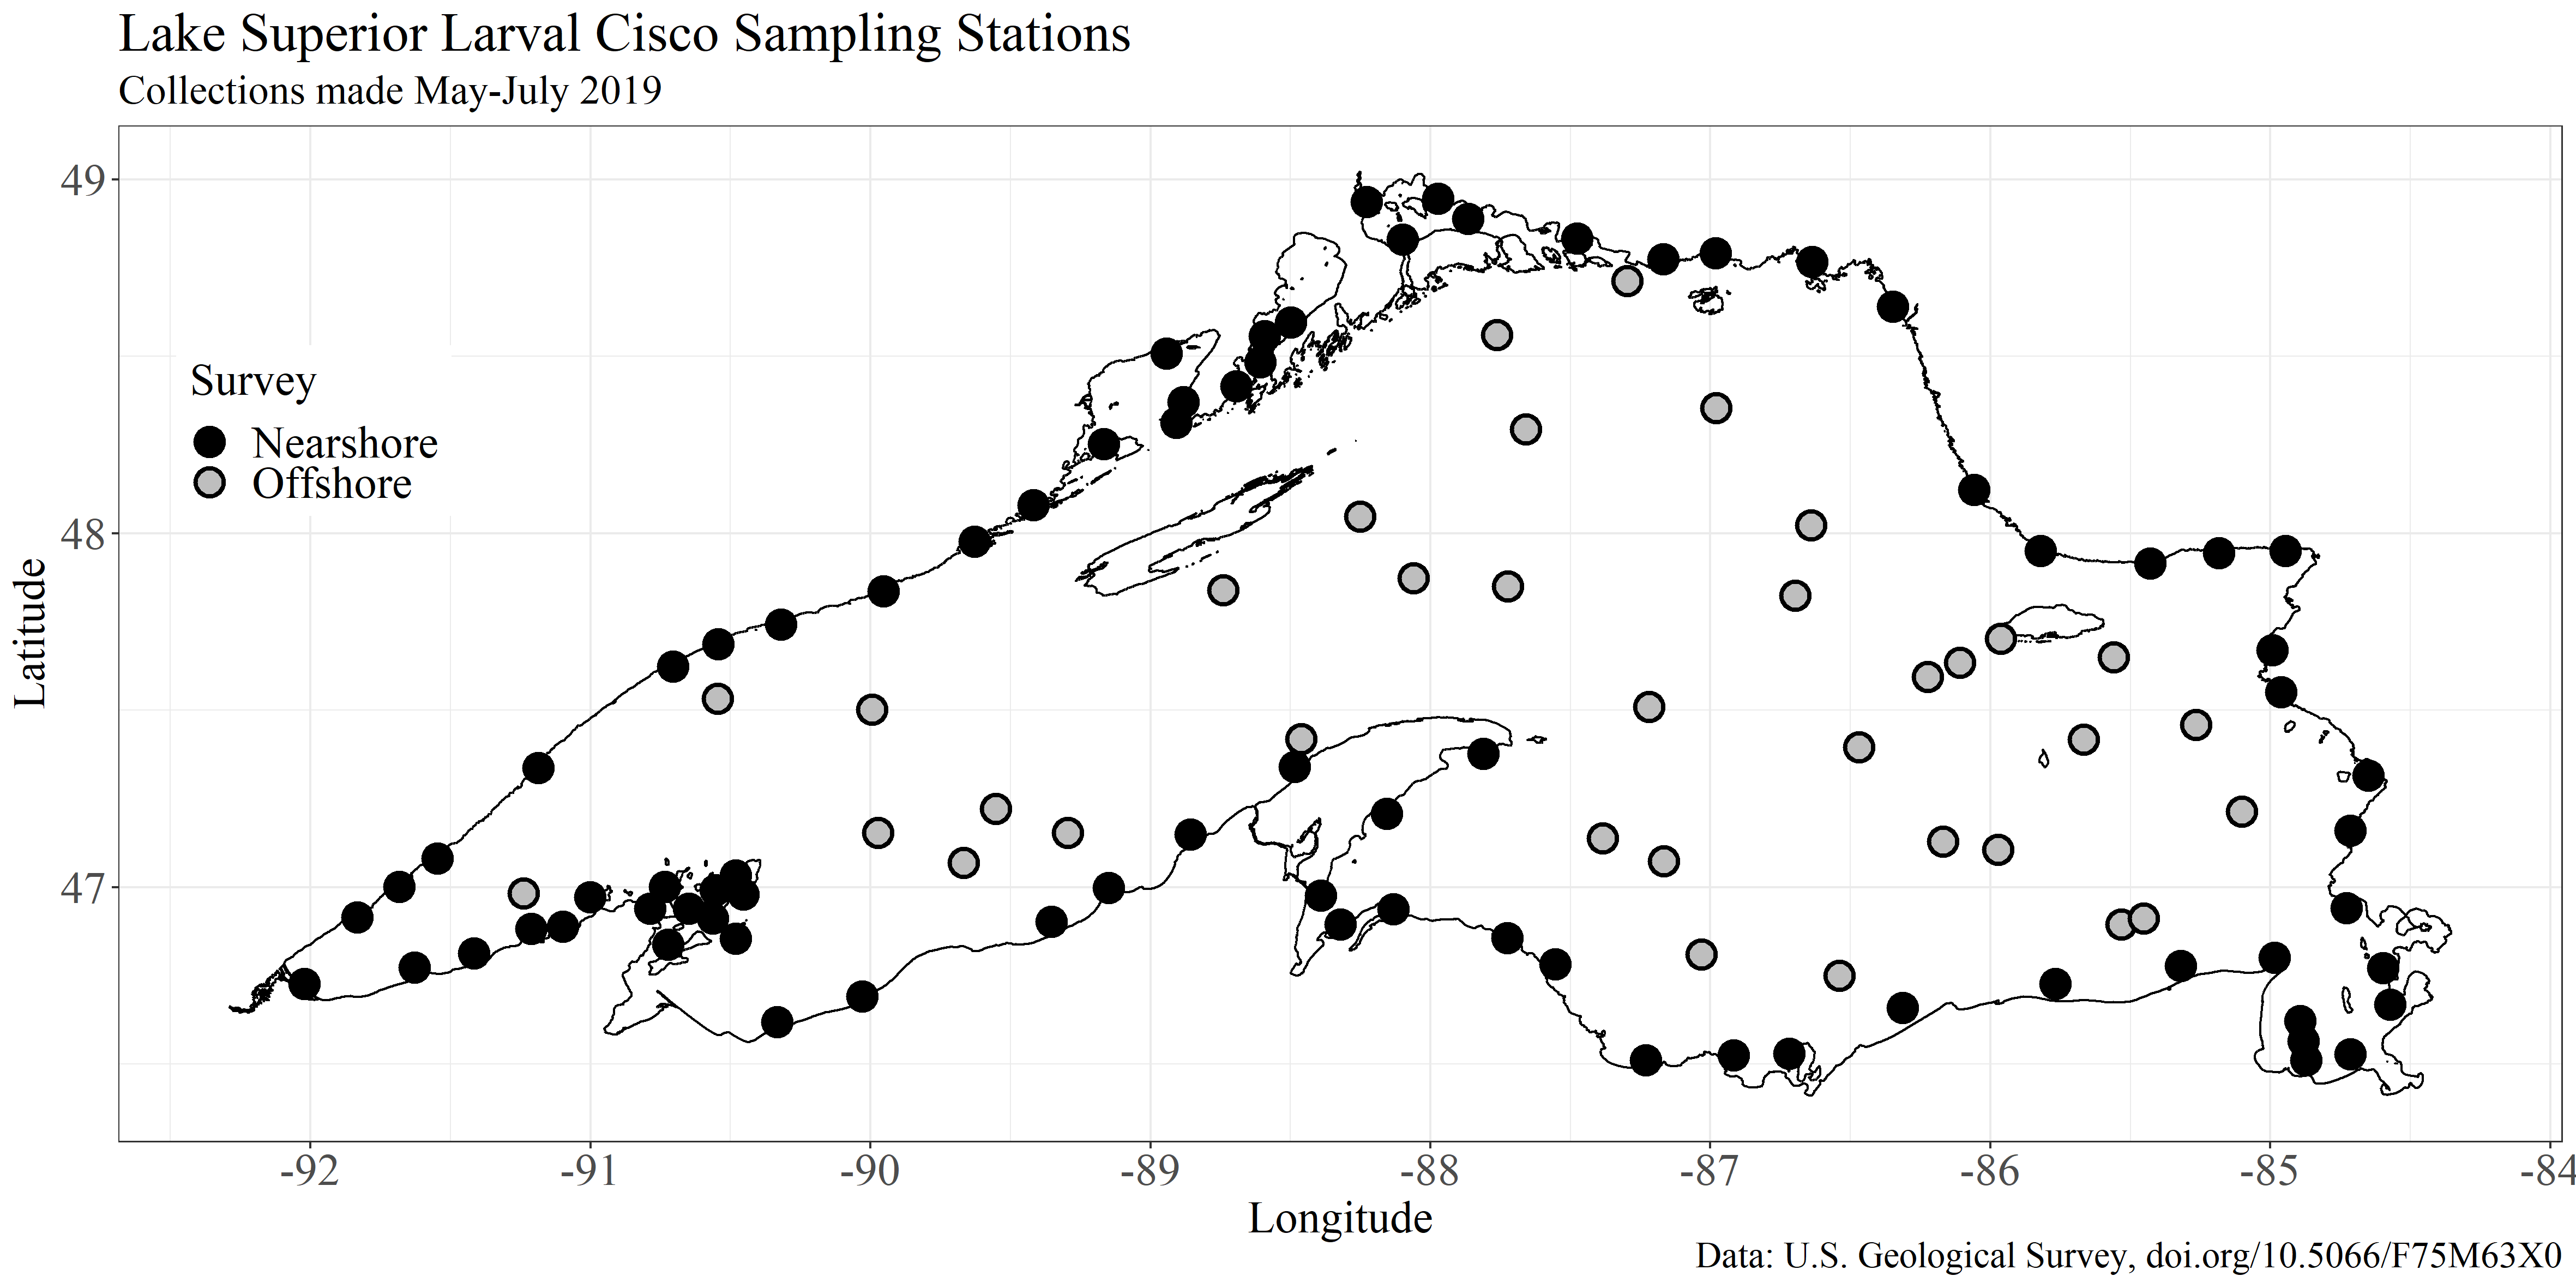 Lake Superior Larval Cisco Sampling Stations
Collections made May-July 2019
49
48
47
Latitude
Survey
Nearshore
Offshore
-92 -91 -90 -89 -88 -87 -86 -85 -84
Longitude
Data: U.S. Geological Survey, doi.org/10.5066/F75M63X0